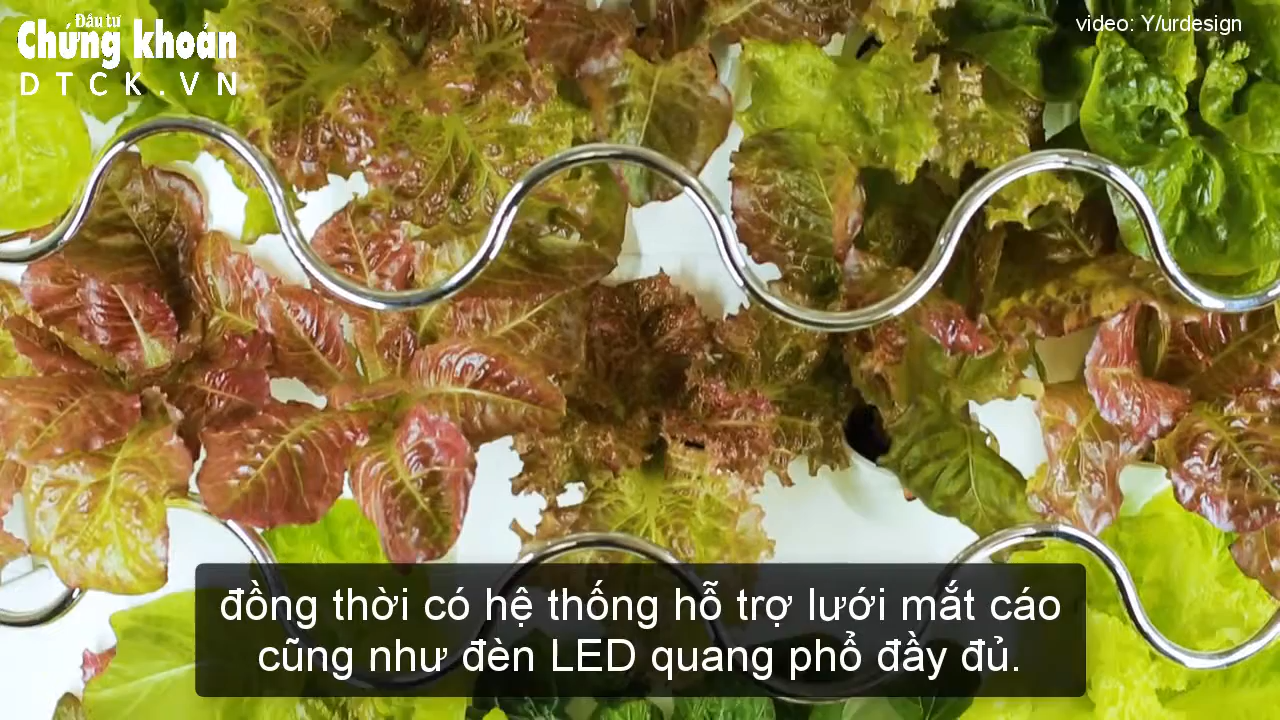 Đầu tư
Chứng khoán
DTCK.VN
video: Y/urdesign
đồng thời có hệ thống hỗ trợ lưới mắt cáo
cũng như đèn LED quang phổ đầy đủ.